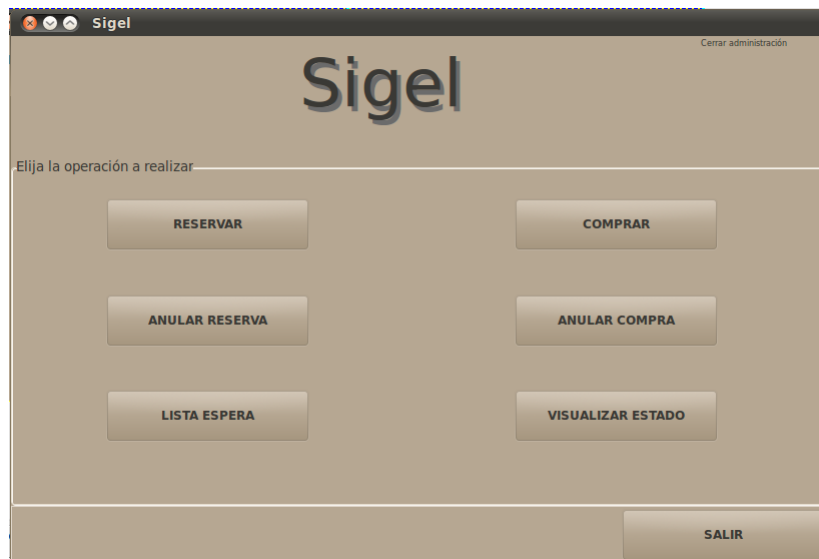 Sigel
Cerrar administración
Sigel
Elija la operación a realizar
RESERVAR
COMPRAR
ANULAR RESERVA
ANULAR COMPRA
LISTA ESPERA
VISUALIZAR ESTADO
SALIR